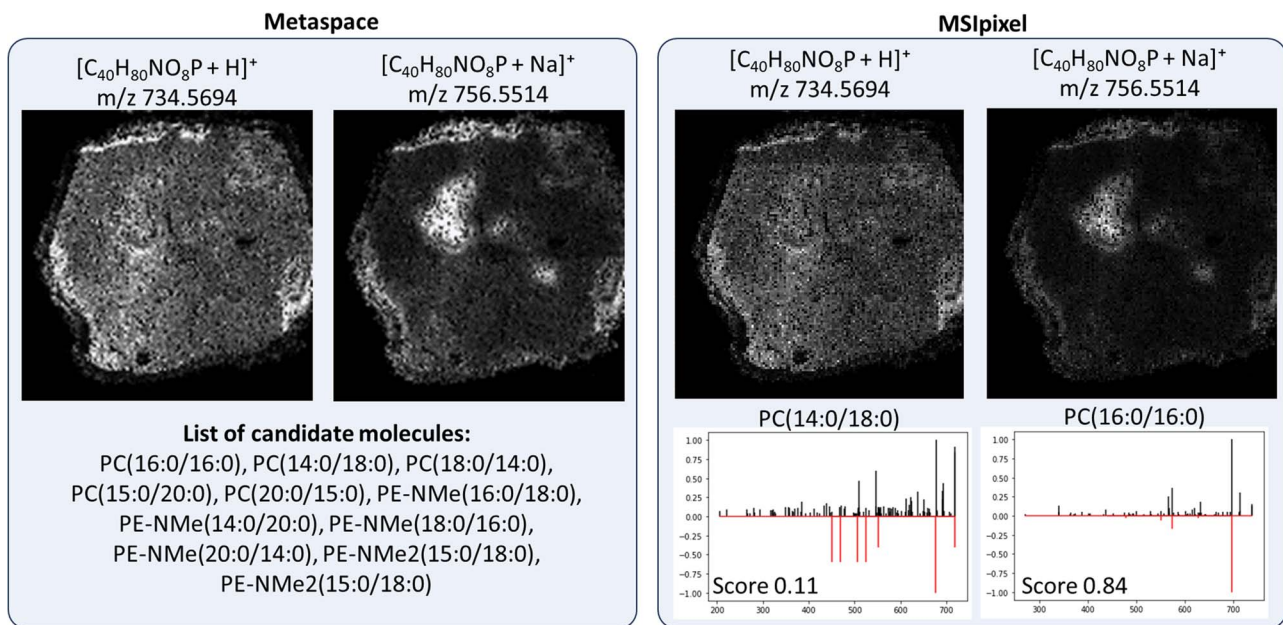 Metaspace
[C₄₀H₈₀NO₈P + H]⁺
m/z 734.5694
[C₄₀H₈₀NO₈P + Na]⁺
m/z 756.5514
List of candidate molecules:
PC(16:0/16:0), PC(14:0/18:0), PC(18:0/14:0),
PC(15:0/20:0), PC(20:0/15:0), PE-NMe(16:0/18:0),
PE-NMe(14:0/20:0), PE-NMe(18:0/16:0),
PE-NMe(20:0/14:0), PE-NMe2(15:0/18:0),
PE-NMe2(15:0/18:0)
MSIpixel
[C₄₀H₈₀NO₈P + H]⁺
m/z 734.5694
[C₄₀H₈₀NO₈P + Na]⁺
m/z 756.5514
PC(14:0/18:0)
1.00
0.75
0.50
0.25
0.00
−0.25
−0.50
−0.75
−1.00
Score 0.11
200 300 400 500 600 700
PC(16:0/16:0)
1.00
0.75
0.50
0.25
0.00
−0.25
−0.50
−0.75
−1.00
Score 0.84
300 400 500 600 700